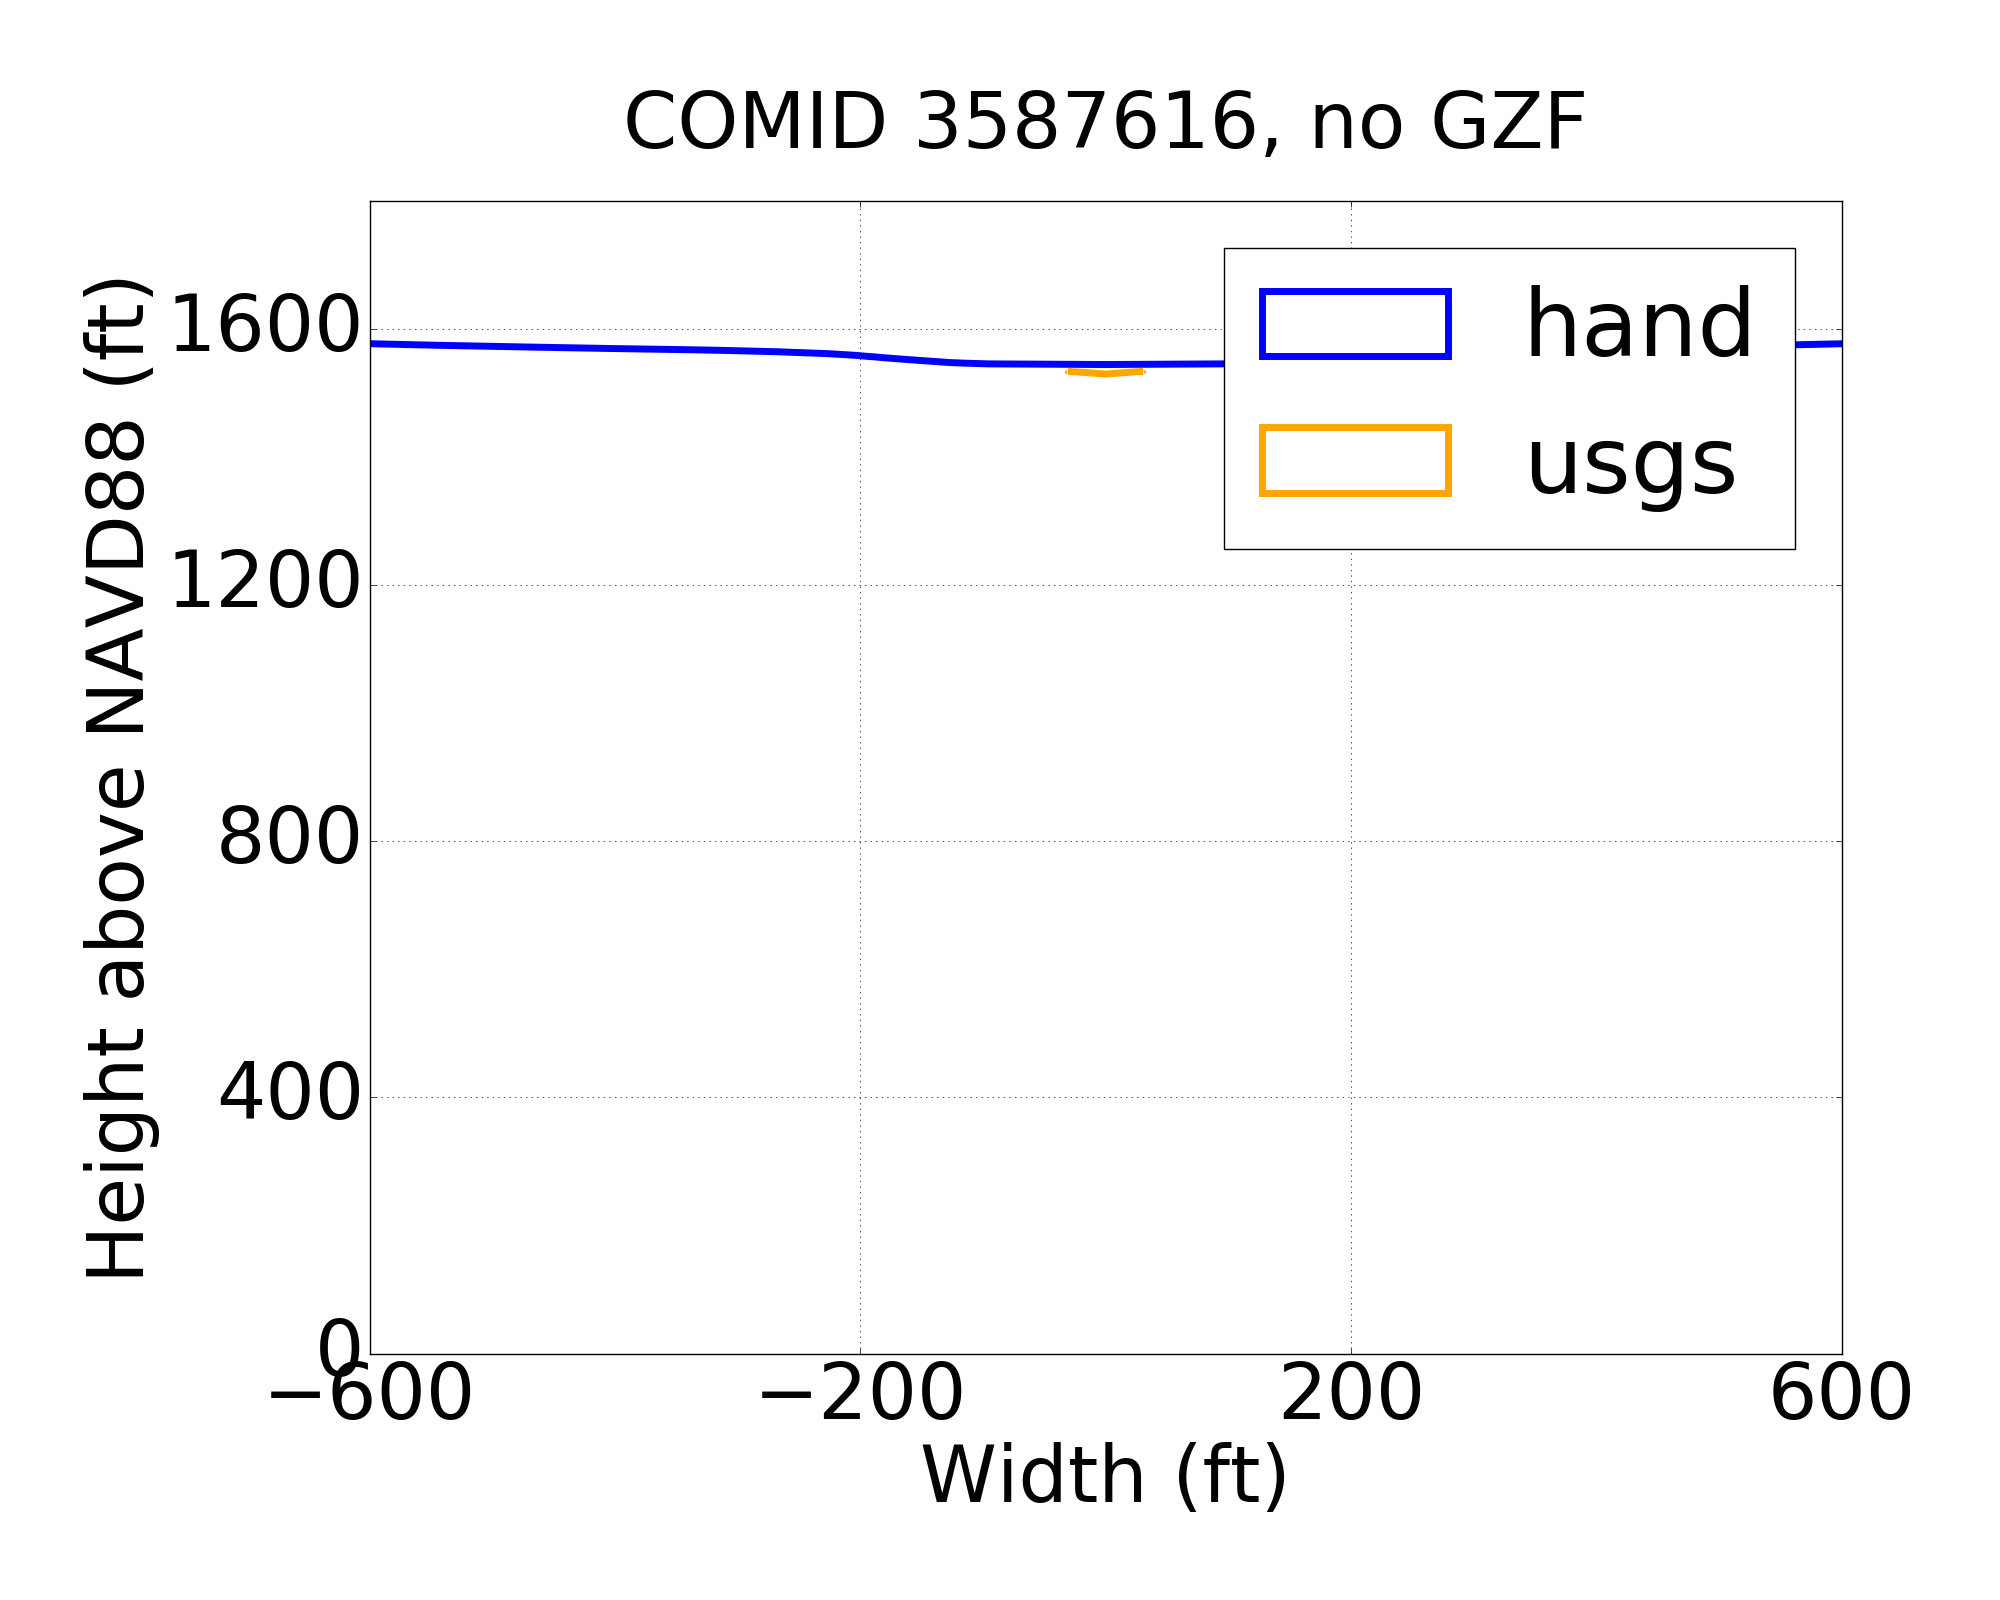 COMID 3587616, no GZF
Height above NAVD88 (ft)
1600
1200
800
400
0
hand
usgs
−600
−200
200
600
Width (ft)